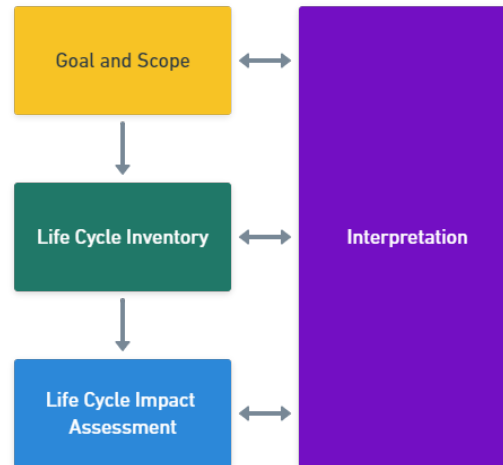 Goal and Scope
Life Cycle Inventory
Interpretation
Life Cycle Impact
Assessment